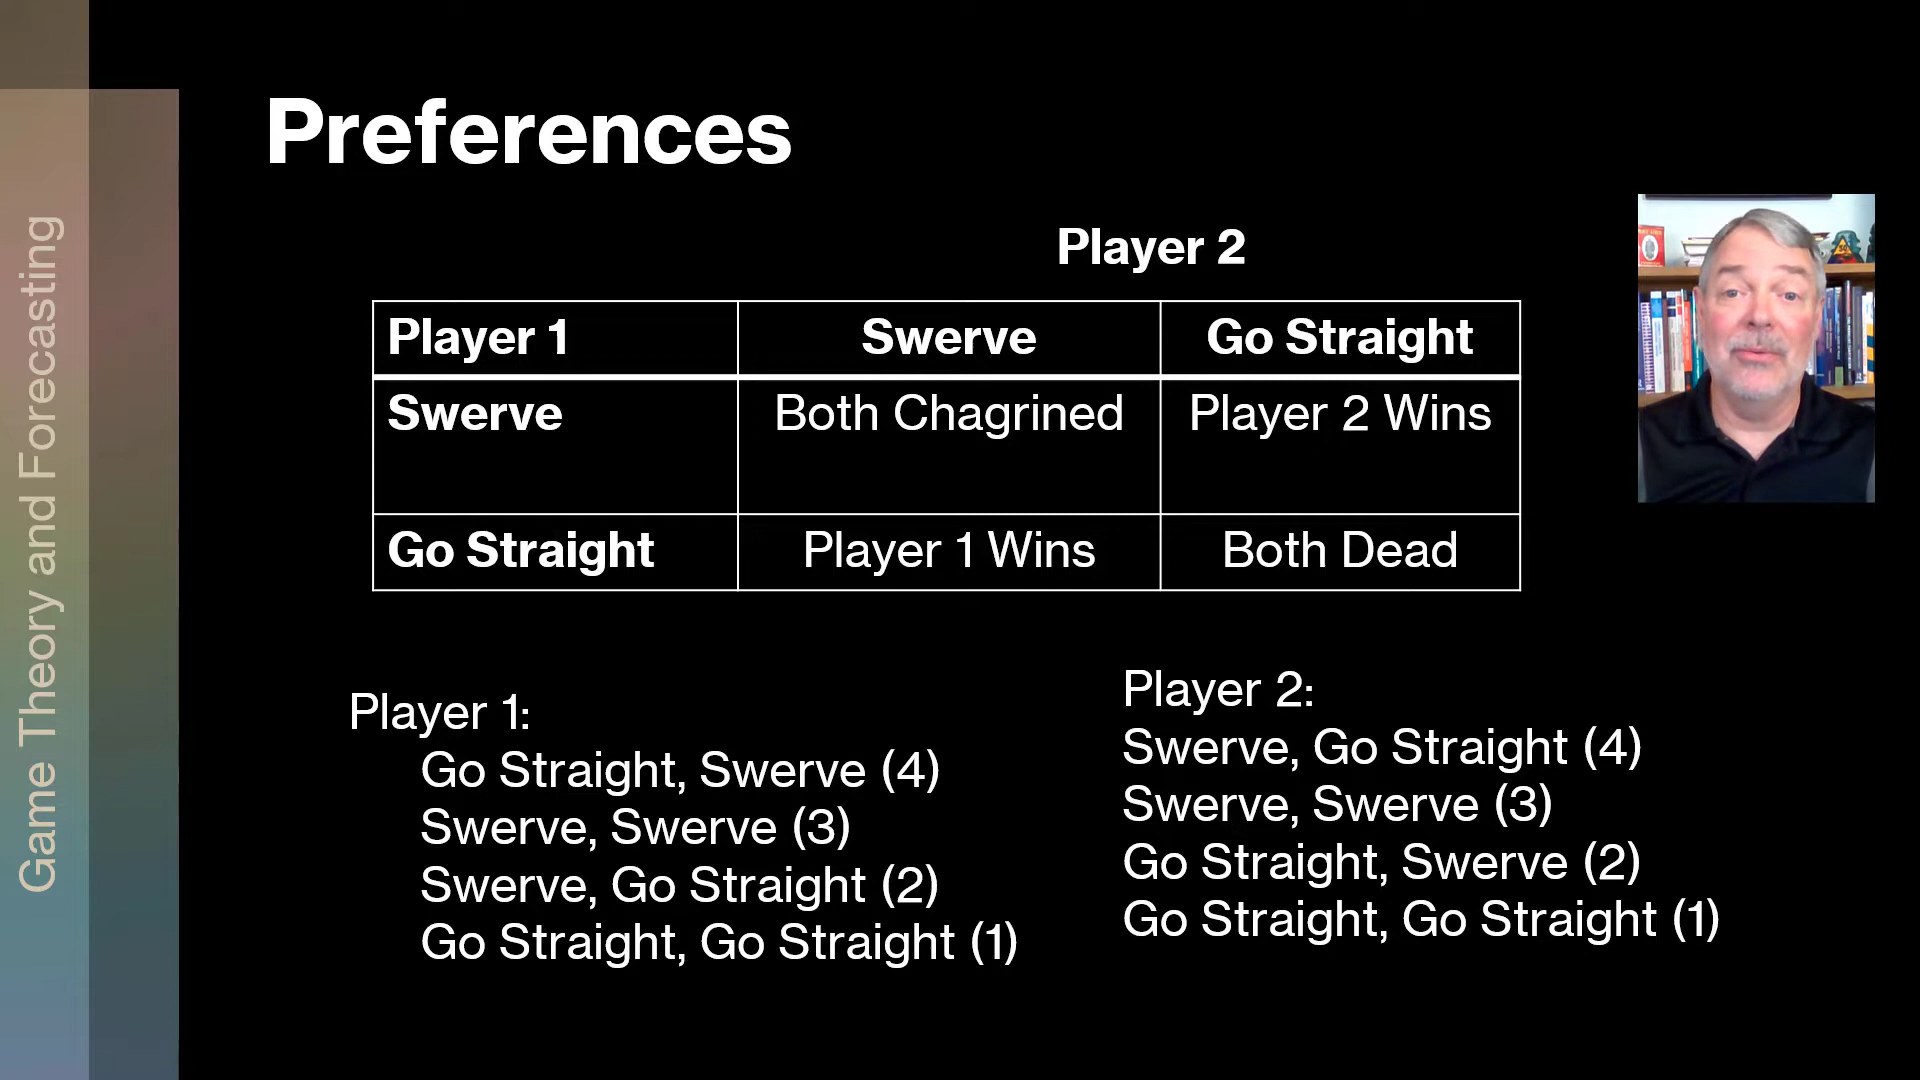 Game Theory and Forecasting
Preferences
Player 2
Player 1 Swerve Go Straight
Swerve Both Chagrined Player 2 Wins
Go Straight Player 1 Wins Both Dead
Player 1:
Go Straight, Swerve (4)
Swerve, Swerve (3)
Swerve, Go Straight (2)
Go Straight, Go Straight (1)
Player 2:
Swerve, Go Straight (4)
Swerve, Swerve (3)
Go Straight, Swerve (2)
Go Straight, Go Straight (1)